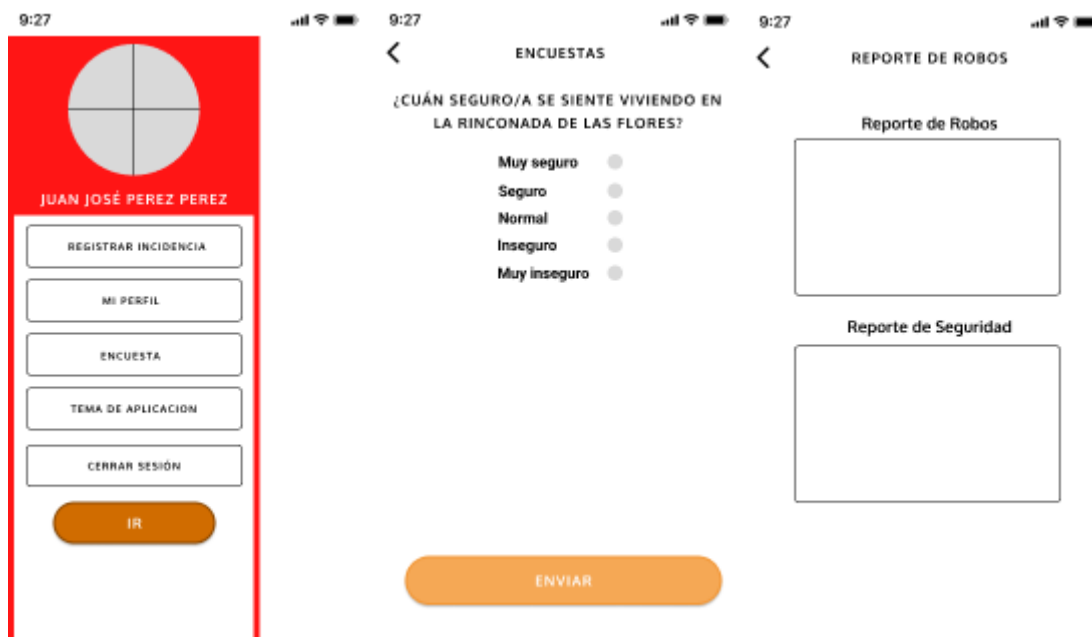 9:27
JUAN JOSÉ PEREZ PEREZ
REGISTRAR INCIDENCIA
MI PERFIL
ENCUESTA
TEMA DE APLICACION
CERRAR SESIÓN
IR
9:27
ENCUESTAS
¿CUÁN SEGURO/A SE SIENTE VIVIENDO EN
LA RINCONADA DE LAS FLORES?
Muy seguro
Seguro
Normal
Inseguro
Muy inseguro
ENVIAR
9:27
REPORTE DE ROBOS
Reporte de Robos
Reporte de Seguridad